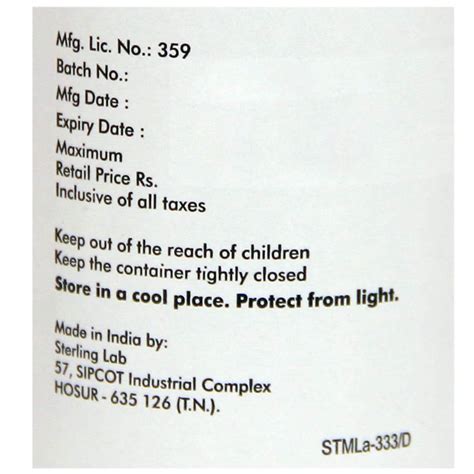 Mfg. Lic. No.: 359
Batch No.:
Mfg Date :
Expiry Date :
Maximum
Retail Price Rs.
Inclusive of all taxes
Keep out of the reach of children
Keep the container tightly closed
Store in a cool place. Protect from light.
Made in India by:
Sterling Lab
57, SIPCOT Industrial Complex
HOSUR - 635 126 (T.N.).
STMLa-333/D